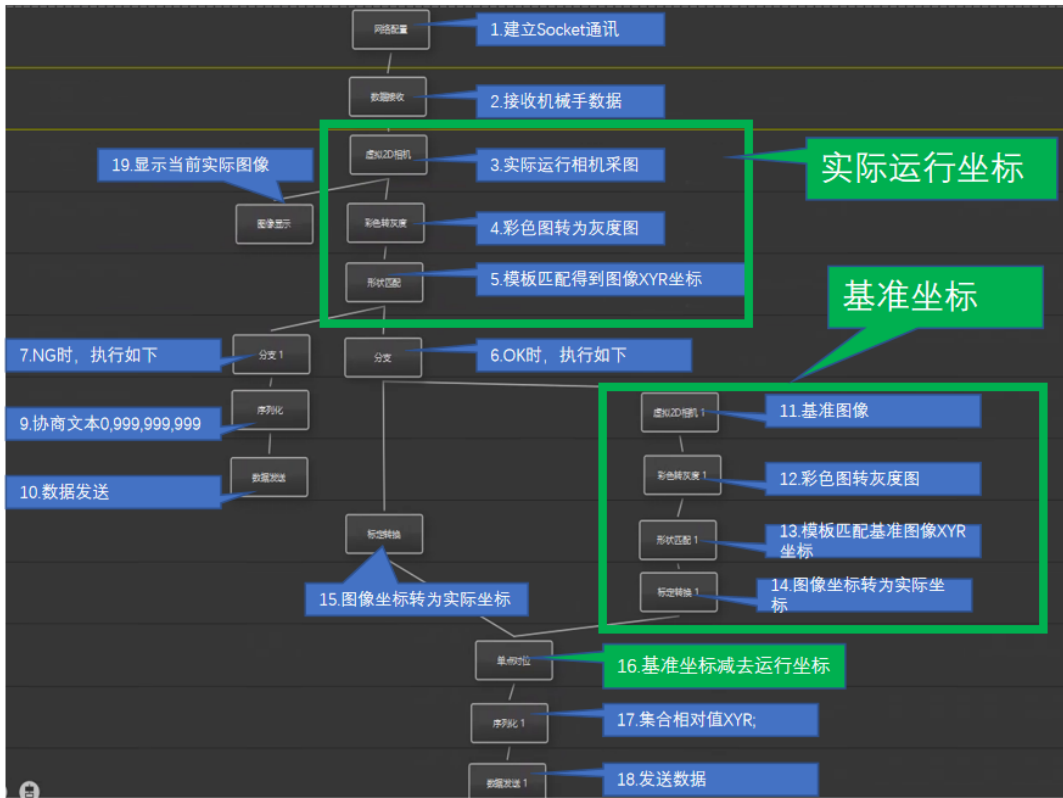 网络配置
1.建立Socket通讯
数据接收
2.接收机械手数据
虚拟2D相机
3.实际运行相机采图
实际运行坐标
19.显示当前实际图像
图像显示
彩色转灰度
4.彩色图转为灰度图
形状匹配
5.模板匹配得到图像XYR坐标
基准坐标
7.NG时，执行如下
分支 1
分支
6.OK时，执行如下
9.协商文本0,999,999,999
序列化
虚拟2D相机 1
11.基准图像
10.数据发送
数据发送
彩色转灰度 1
12.彩色图转灰度图
标定转换
形状匹配 1
13.模板匹配基准图像XYR
坐标
15.图像坐标转为实际坐标
标定转换 1
14.图像坐标转为实际坐
标
单点对位
16.基准坐标减去运行坐标
序列化 1
17.集合相对值XYR;
数据发送 1
18.发送数据